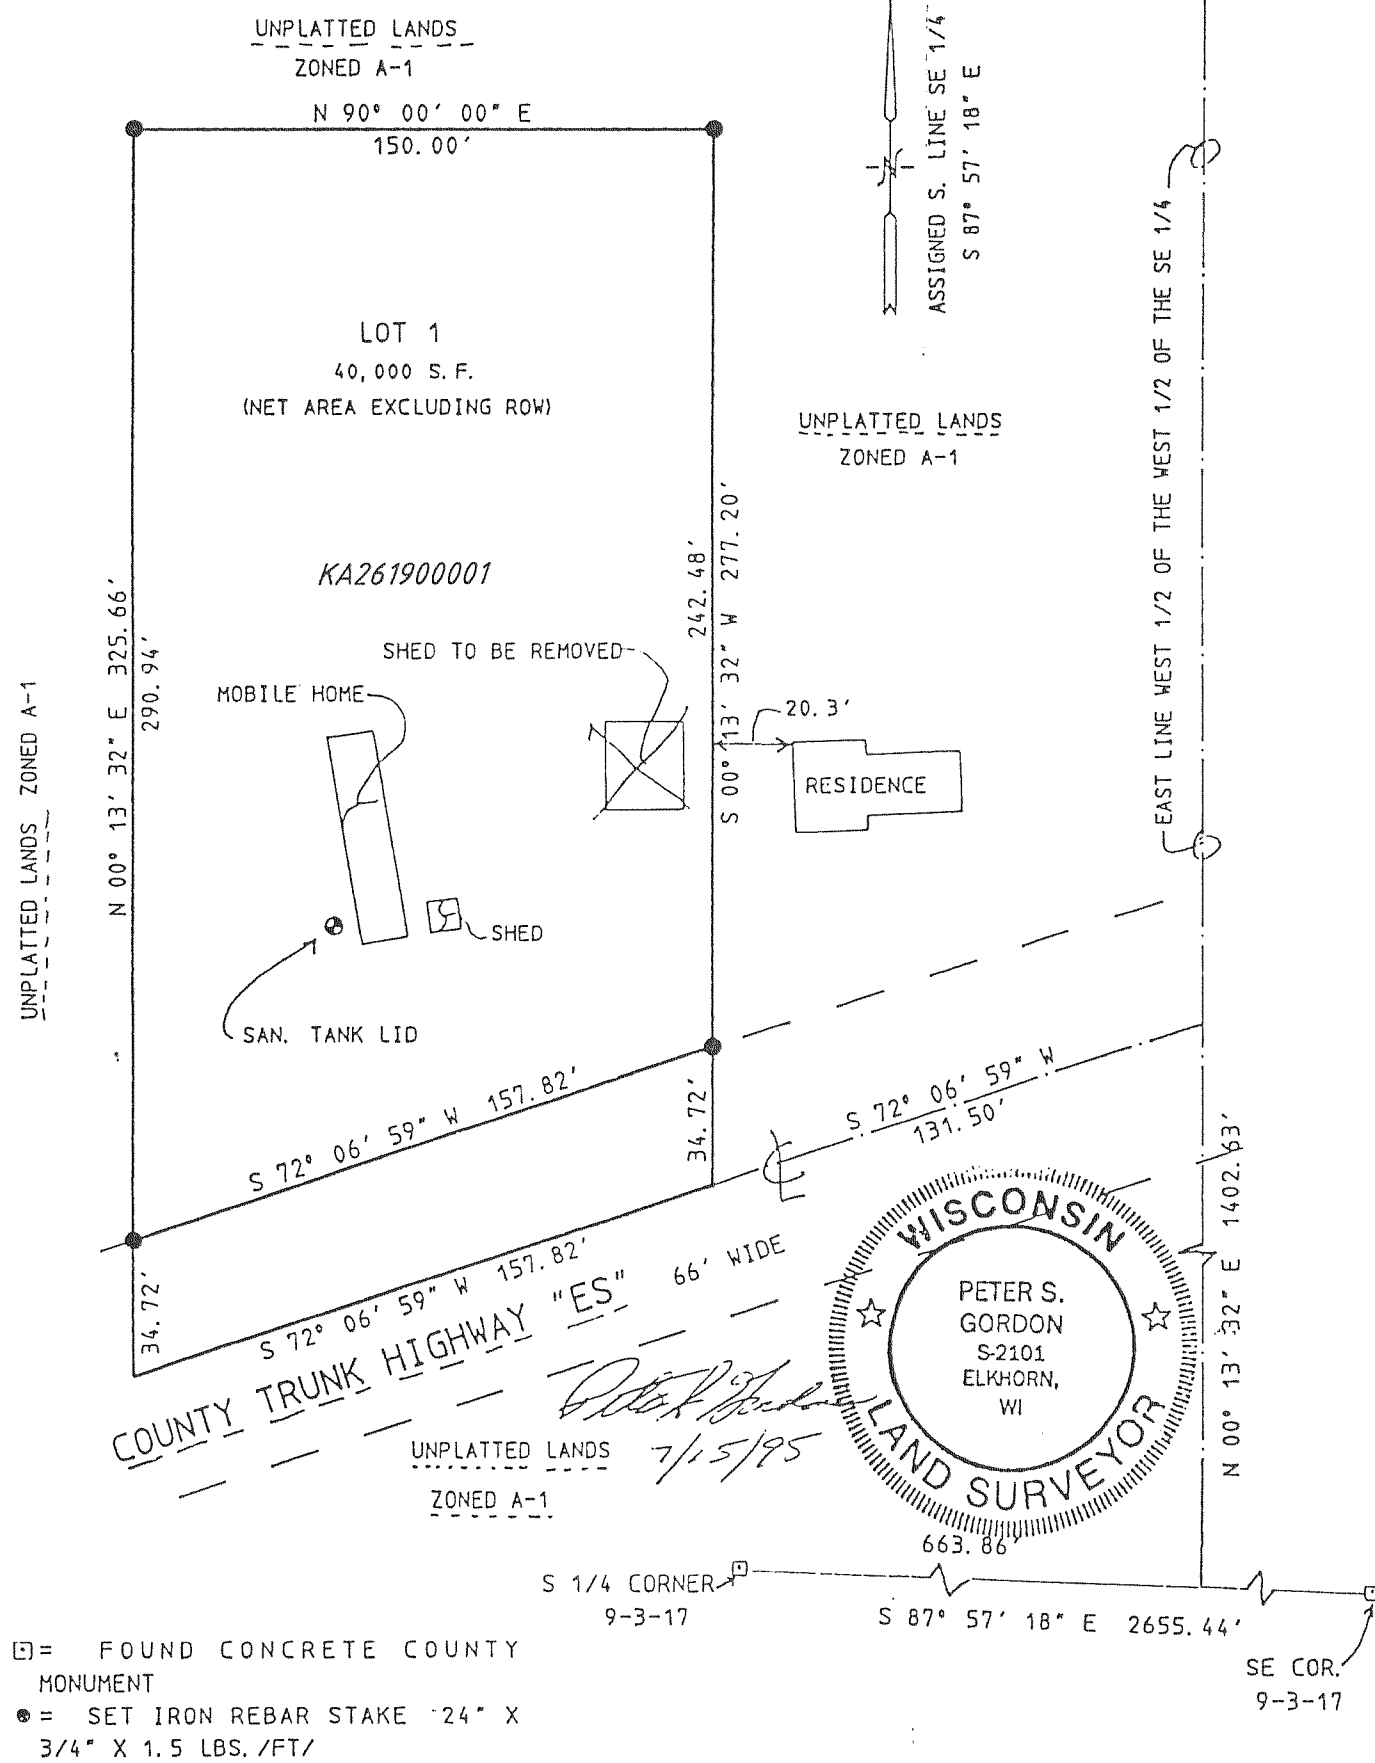 UNPLATTED LANDS
ZONED A-1
N 90° 00' 00" E
150.00'
ASSIGNED S. LINE SE 1/4
S 87° 57' 18" E
N
LOT 1
40,000 S.F.
(NET AREA EXCLUDING ROW)
UNPLATTED LANDS
ZONED A-1
EAST LINE WEST 1/2 OF THE WEST 1/2 OF THE SE 1/4
KA261900001
N 00° 13' 32" E 325.66'
290.94'
242.48'
S 00° 13' 32" W 277.20'
UNPLATTED LANDS ZONED A-1
SHED TO BE REMOVED
MOBILE HOME
20.3'
RESIDENCE
SHED
SAN. TANK LID
S 72° 06' 59" W 157.82'
34.72'
S 72° 06' 59" W
131.50'
34.72'
S 72° 06' 59" W 157.82'
COUNTY TRUNK HIGHWAY "ES" 66' WIDE
N 00° 13' 32" E 1402.63'
WISCONSIN
PETER S.
GORDON
S-2101
ELKHORN,
WI
LAND SURVEYOR
Peter S Gordon
7/15/95
UNPLATTED LANDS
ZONED A-1
663.86'
S 1/4 CORNER
9-3-17
S 87° 57' 18" E 2655.44'
SE COR.
9-3-17
= FOUND CONCRETE COUNTY
MONUMENT
= SET IRON REBAR STAKE 24" X
3/4" X 1.5 LBS./FT/